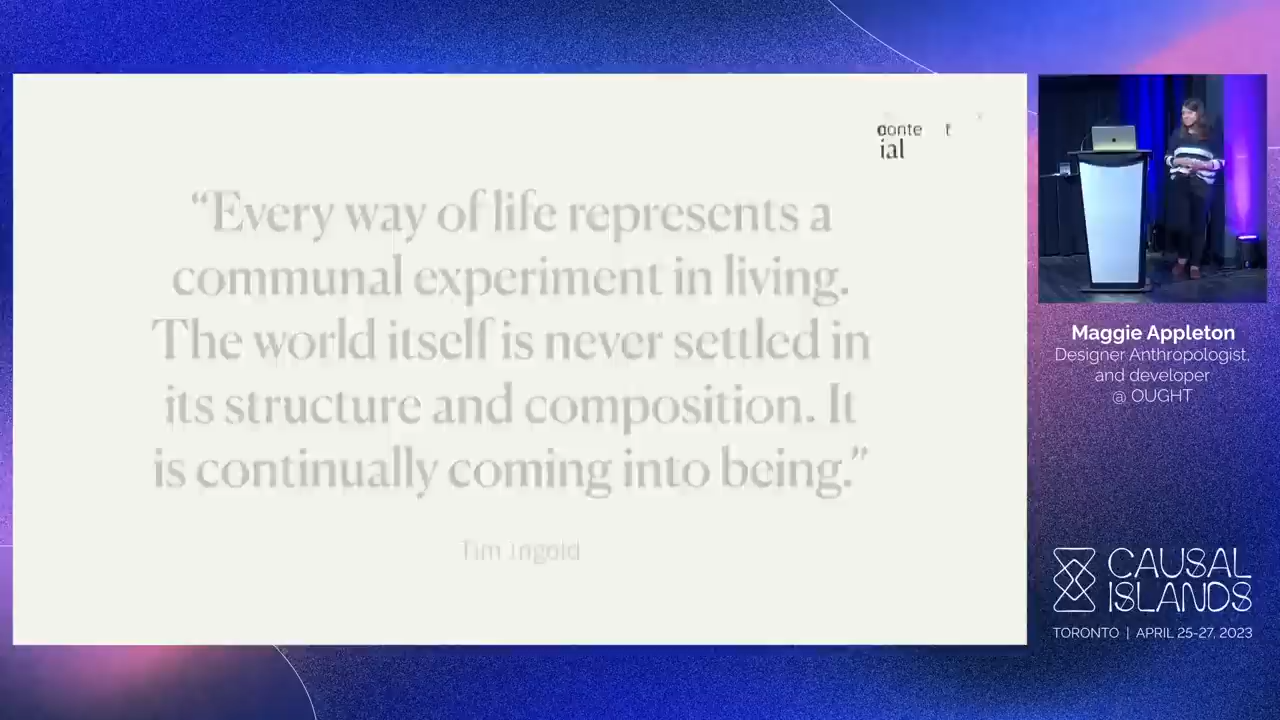 “Every way of life represents a
communal experiment in living.
The world itself is never settled in
its structure and composition. It
is continually coming into being.”
Tim Ingold
Maggie Appleton
Designer Anthropologist,
and developer
@ OUGHT
CAUSAL
ISLANDS
TORONTO | APRIL 25-27, 2023